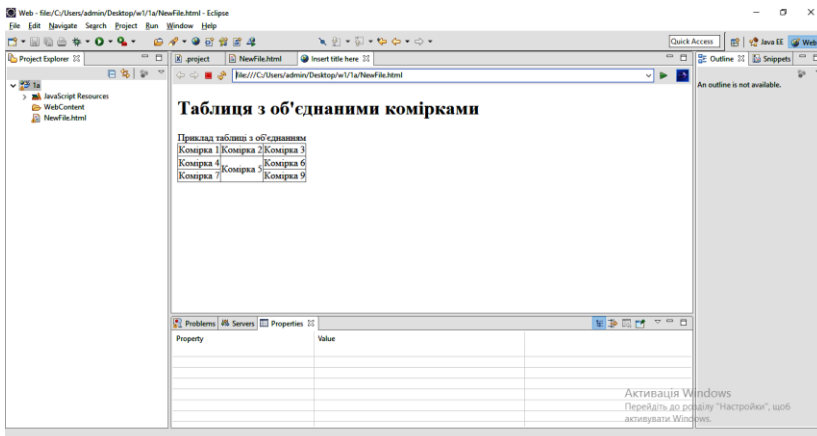 Web - file:/C:/Users/admin/Desktop/w1/1a/NewFile.html - Eclipse
File Edit Navigate Search Project Run Window Help
Quick Access
Java EE
Web
Project Explorer
.project
NewFile.html
Insert title here
Outline
Snippets
file:///C:/Users/admin/Desktop/w1/1a/NewFile.html
An outline is not available.
1a
JavaScript Resources
WebContent
NewFile.html
Таблиця з об'єднаними комірками
Приклад таблиці з об'єднанням
Комірка 1 Комірка 2 Комірка 3
Комірка 4 Комірка 5 Комірка 6
Комірка 7 Комірка 9
Problems Servers Properties
Property Value
Активація Windows
Перейдіть до розділу "Настройки", щоб
активувати Windows.